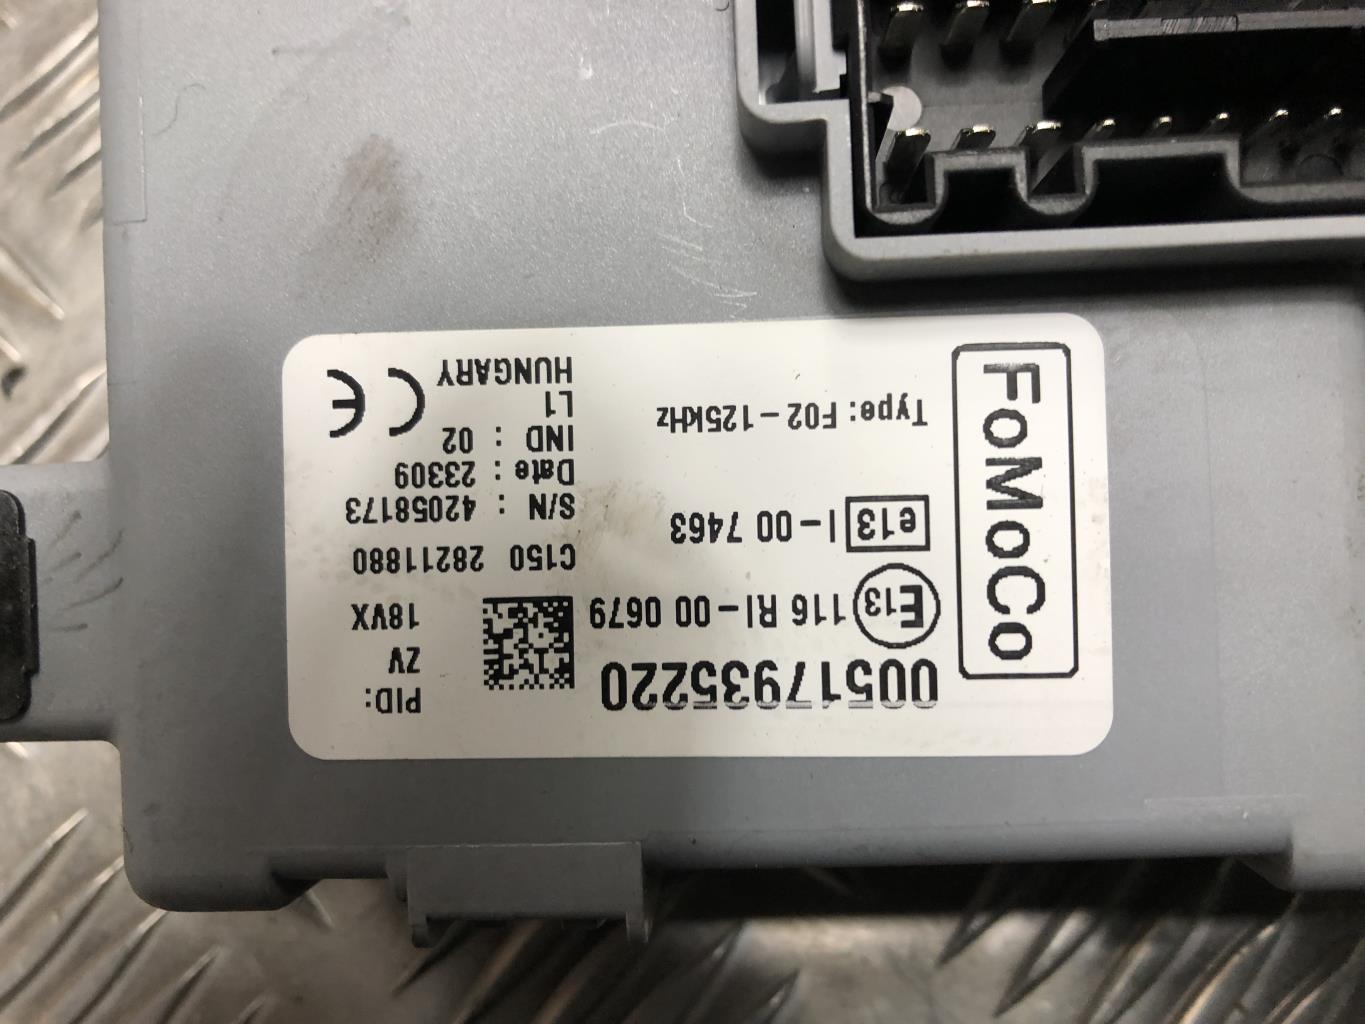 00517935220
E13 116 RI-00 0679
e13 I-00 7463
Type: F02-125kHz
FoMoCo
PID:
ZV
18VX
C150 28211880
S/N : 42058173
Date : 23309
IND : 02
L1
HUNGARY
CE